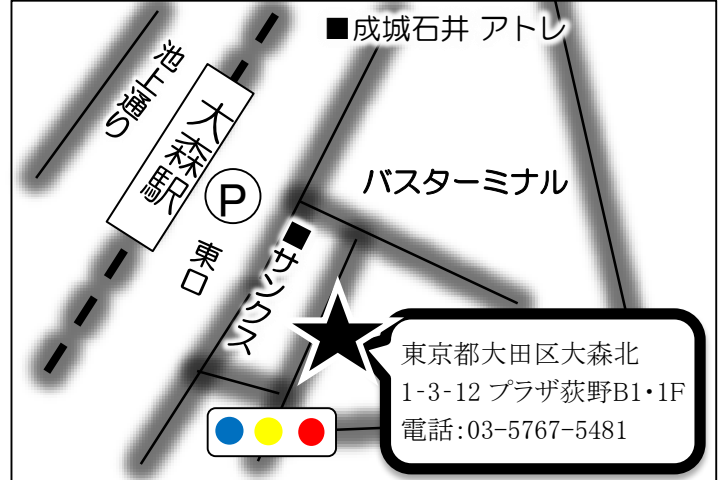 ■成城石井 アトレ
池上通り
大森駅
P
バスターミナル
東口
■サンクス
東京都大田区大森北
1-3-12 プラザ荻野B1・1F
電話:03-5767-5481